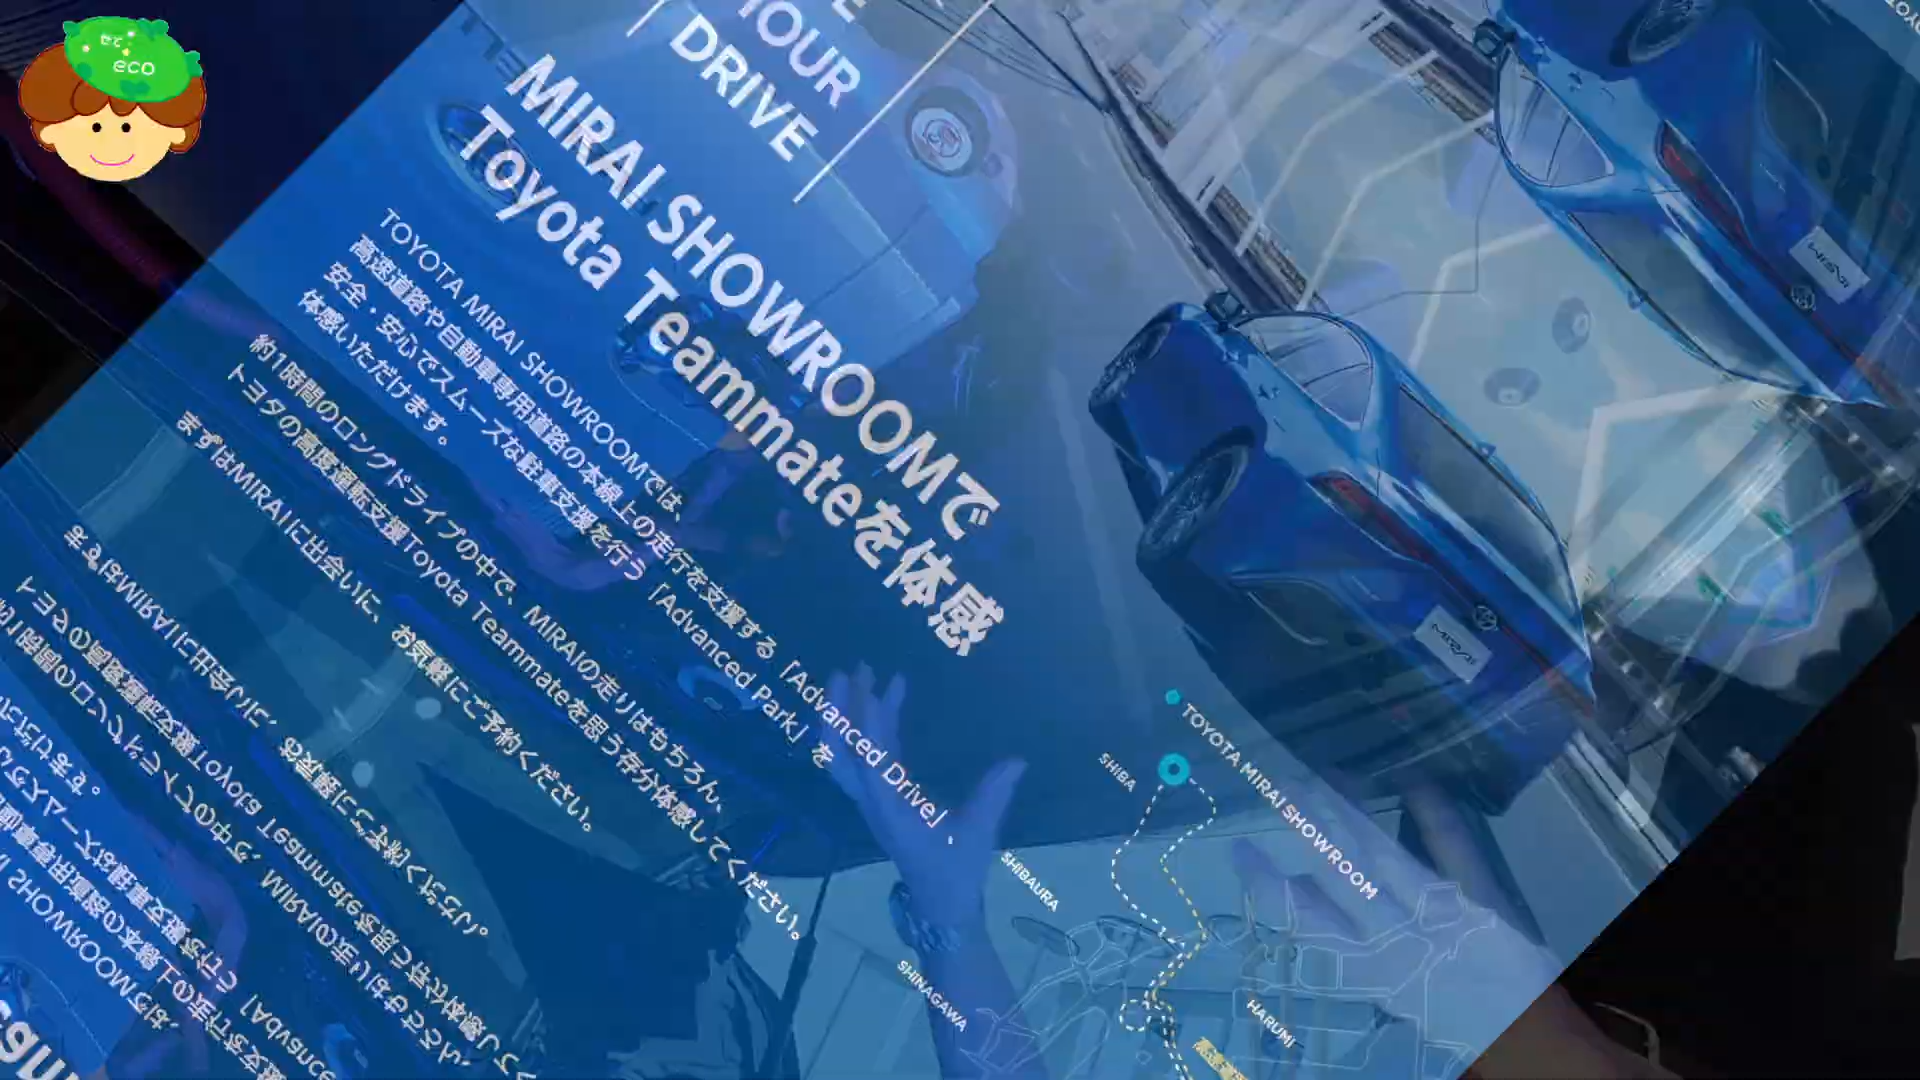 せて
eco
HOUR
DRIVE
MIRAI SHOWROOMで
Toyota Teammateを体感
TOYOTA MIRAI SHOWROOMでは、
高速道路や自動車専用道路の本線上の走行を支援する「Advanced Drive」、
安全・安心でスムーズな駐車支援を行う「Advanced Park」を
体感いただけます。
約1時間のロングドライブの中で、MIRAIの走りはもちろん、
トヨタの高度運転支援Toyota Teammateを思う存分体感してください。
まずはMIRAIに出会いに、お気軽にご予約ください。
MIRAI
MIRAI
TOYOTA MIRAI SHOWROOM
SHIBA
SHIBAURA
SHINAGAWA
HARUMI